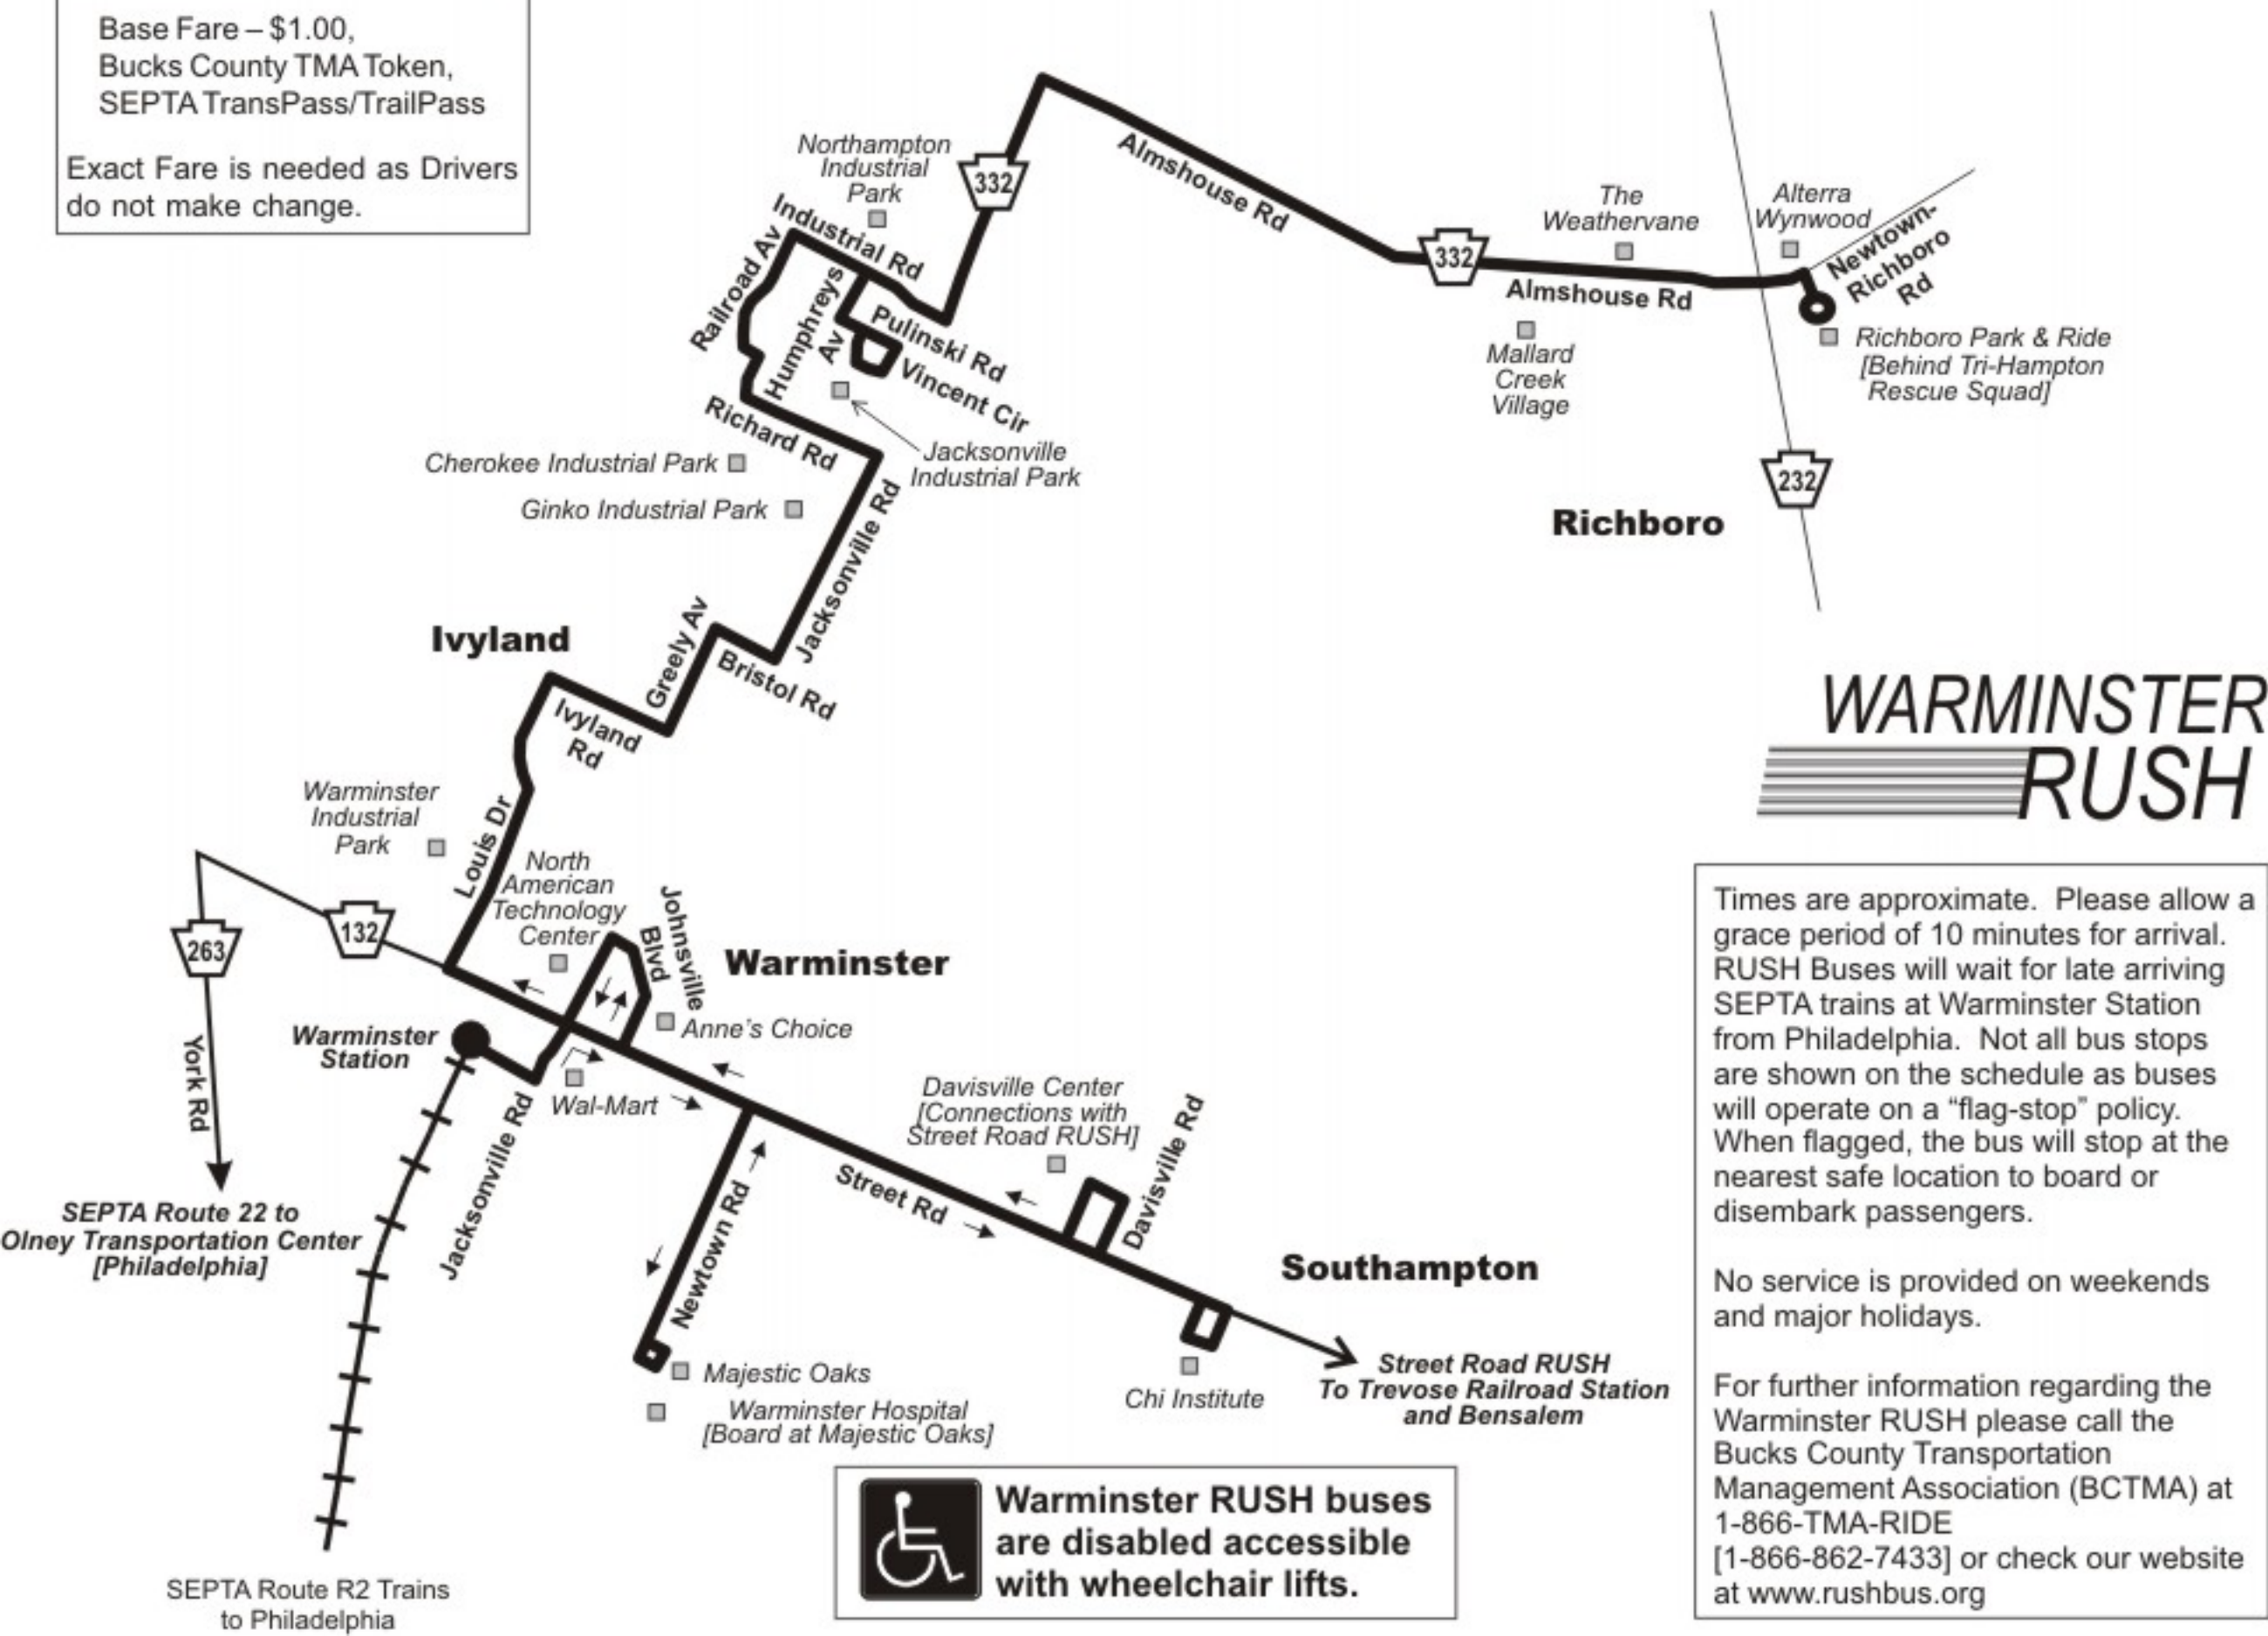 Base Fare – $1.00,
Bucks County TMA Token,
SEPTA TransPass/TrailPass
Exact Fare is needed as Drivers
do not make change.
Northampton
Industrial
Park
332
Almshouse Rd
Industrial Rd
Railroad Av
Humphreys
Av
Pulinski Rd
Vincent Cir
Richard Rd
Jacksonville
Industrial Park
Cherokee Industrial Park
Ginko Industrial Park
Jacksonville Rd
332
Almshouse Rd
The
Weathervane
Alterra
Wynwood
Newtown-
Richboro
Rd
Mallard
Creek
Village
Richboro Park & Ride
[Behind Tri-Hampton
Rescue Squad]
232
Richboro
Ivyland
Greely Av
Bristol Rd
Ivyland
Rd
WARMINSTER
RUSH
Warminster
Industrial
Park
Louis Dr
North
American
Technology
Center
Johnsville
Blvd
Warminster
132
263
York Rd
Warminster
Station
Anne's Choice
Wal-Mart
Jacksonville Rd
SEPTA Route 22 to
Olney Transportation Center
[Philadelphia]
Davisville Center
[Connections with
Street Road RUSH]
Davisville Rd
Street Rd
Newtown Rd
Southampton
Majestic Oaks
Warminster Hospital
[Board at Majestic Oaks]
Chi Institute
Street Road RUSH
To Trevose Railroad Station
and Bensalem
SEPTA Route R2 Trains
to Philadelphia
Warminster RUSH buses
are disabled accessible
with wheelchair lifts.
Times are approximate. Please allow a
grace period of 10 minutes for arrival.
RUSH Buses will wait for late arriving
SEPTA trains at Warminster Station
from Philadelphia. Not all bus stops
are shown on the schedule as buses
will operate on a “flag-stop” policy.
When flagged, the bus will stop at the
nearest safe location to board or
disembark passengers.
No service is provided on weekends
and major holidays.
For further information regarding the
Warminster RUSH please call the
Bucks County Transportation
Management Association (BCTMA) at
1-866-TMA-RIDE
[1-866-862-7433] or check our website
at www.rushbus.org